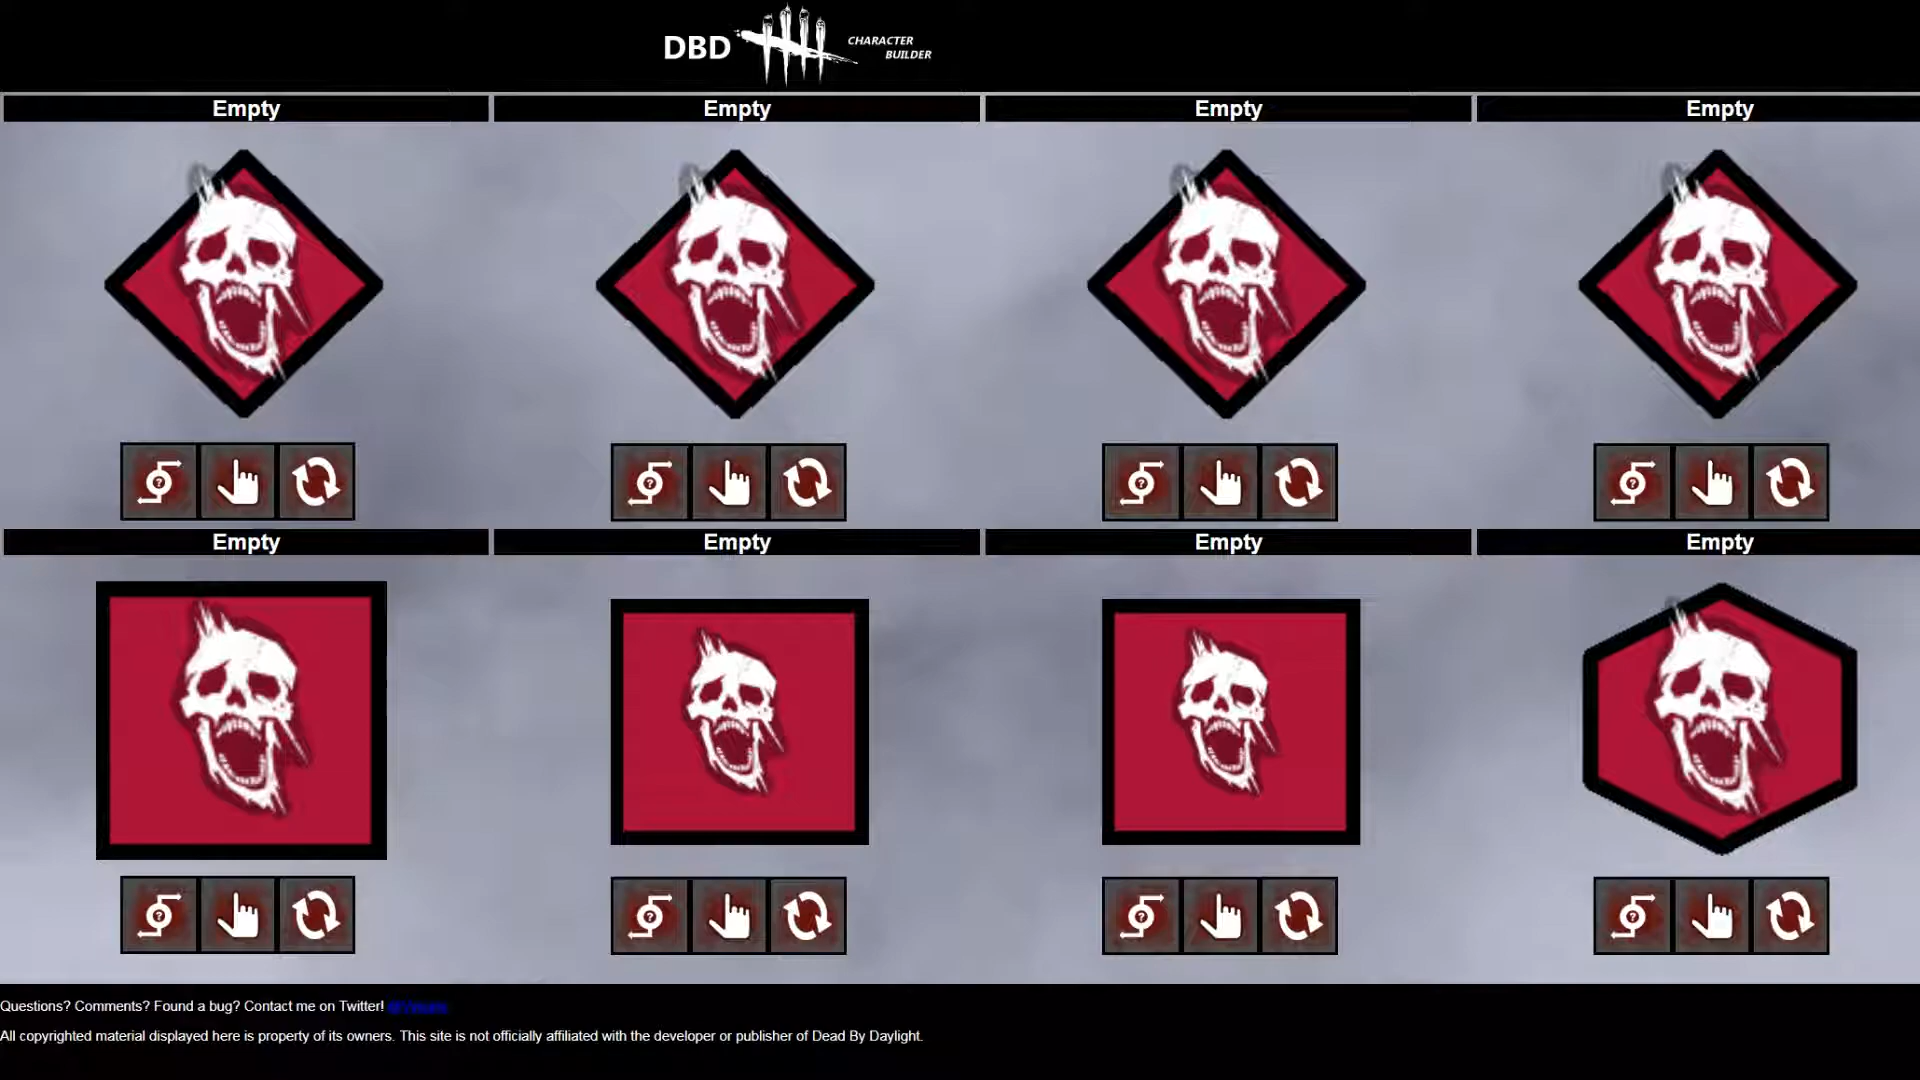 DBD CHARACTER
BUILDER
Empty Empty Empty Empty
Empty Empty Empty Empty
Questions? Comments? Found a bug? Contact me on Twitter!
All copyrighted material displayed here is property of its owners. This site is not officially affiliated with the developer or publisher of Dead By Daylight.